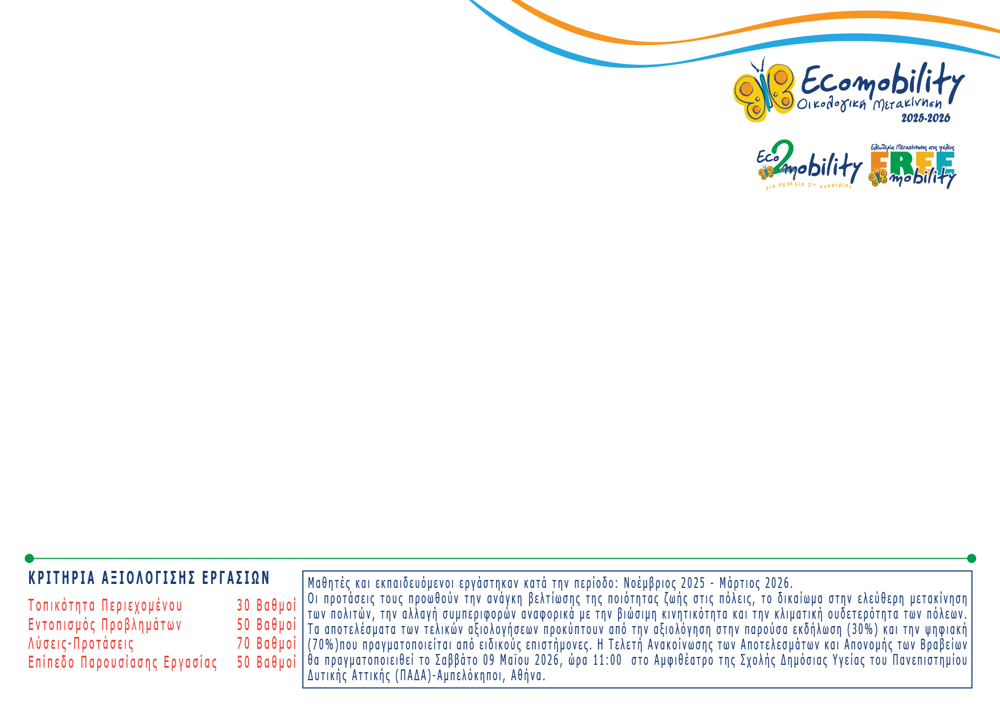 Ecomobility
Οικολογική Μετακίνηση
2025-2026
Eco2mobility
για σχολεία 2ης ευκαιρίας
Ελευθερία Μετακίνησης στις πόλεις
FREE
mobility
ΚΡΙΤΗΡΙΑ ΑΞΙΟΛΟΓΙΣΗΣ ΕΡΓΑΣΙΩΝ
Τοπικότητα Περιεχομένου 30 Βαθμοί
Εντοπισμός Προβλημάτων 50 Βαθμοί
Λύσεις-Προτάσεις 70 Βαθμοί
Επίπεδο Παρουσίασης Εργασίας 50 Βαθμοί
Μαθητές και εκπαιδευόμενοι εργάστηκαν κατά την περίοδο: Νοέμβριος 2025 - Μάρτιος 2026.
Οι προτάσεις τους προωθούν την ανάγκη βελτίωσης της ποιότητας ζωής στις πόλεις, το δικαίωμα στην ελεύθερη μετακίνηση
των πολιτών, την αλλαγή συμπεριφορών αναφορικά με την βιώσιμη κινητικότητα και την κλιματική ουδετερότητα των πόλεων.
Τα αποτελέσματα των τελικών αξιολογήσεων προκύπτουν από την αξιολόγηση στην παρούσα εκδήλωση (30%) και την ψηφιακή
(70%)που πραγματοποιείται από ειδικούς επιστήμονες. Η Τελετή Ανακοίνωσης των Αποτελεσμάτων και Απονομής των Βραβείων
θα πραγματοποιειθεί το Σαββάτο 09 Μαϊου 2026, ώρα 11:00 στο Αμφιθέατρο της Σχολής Δημόσιας Υγείας του Πανεπιστημίου
Δυτικής Αττικής (ΠΑΔΑ)-Αμπελόκηποι, Αθήνα.